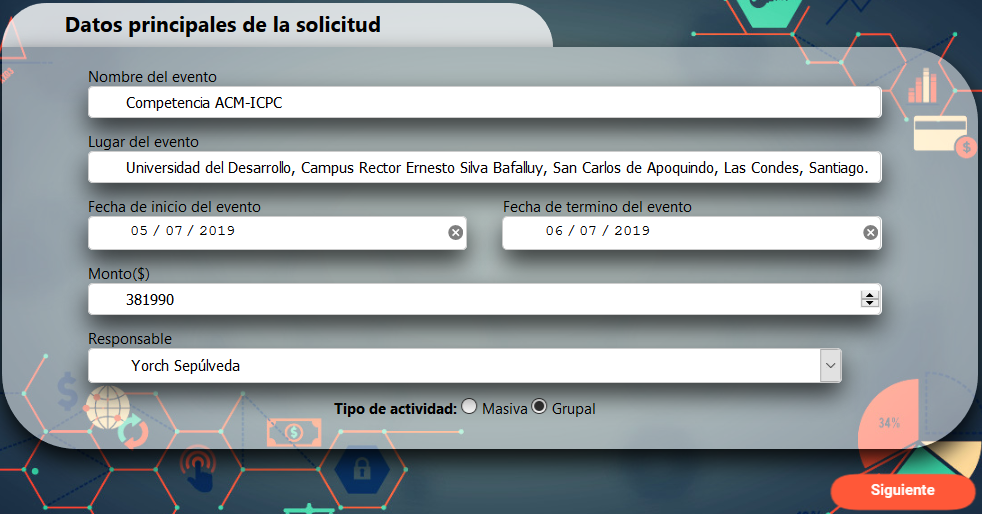 Datos principales de la solicitud
Nombre del evento
Competencia ACM-ICPC
Lugar del evento
Universidad del Desarrollo, Campus Rector Ernesto Silva Bafalluy, San Carlos de Apoquindo, Las Condes, Santiago.
Fecha de inicio del evento Fecha de termino del evento
05 / 07 / 2019 06 / 07 / 2019
Monto($)
381990
Responsable
Yorch Sepúlveda
Tipo de actividad: Masiva Grupal
$
$
$
34%
Siguiente